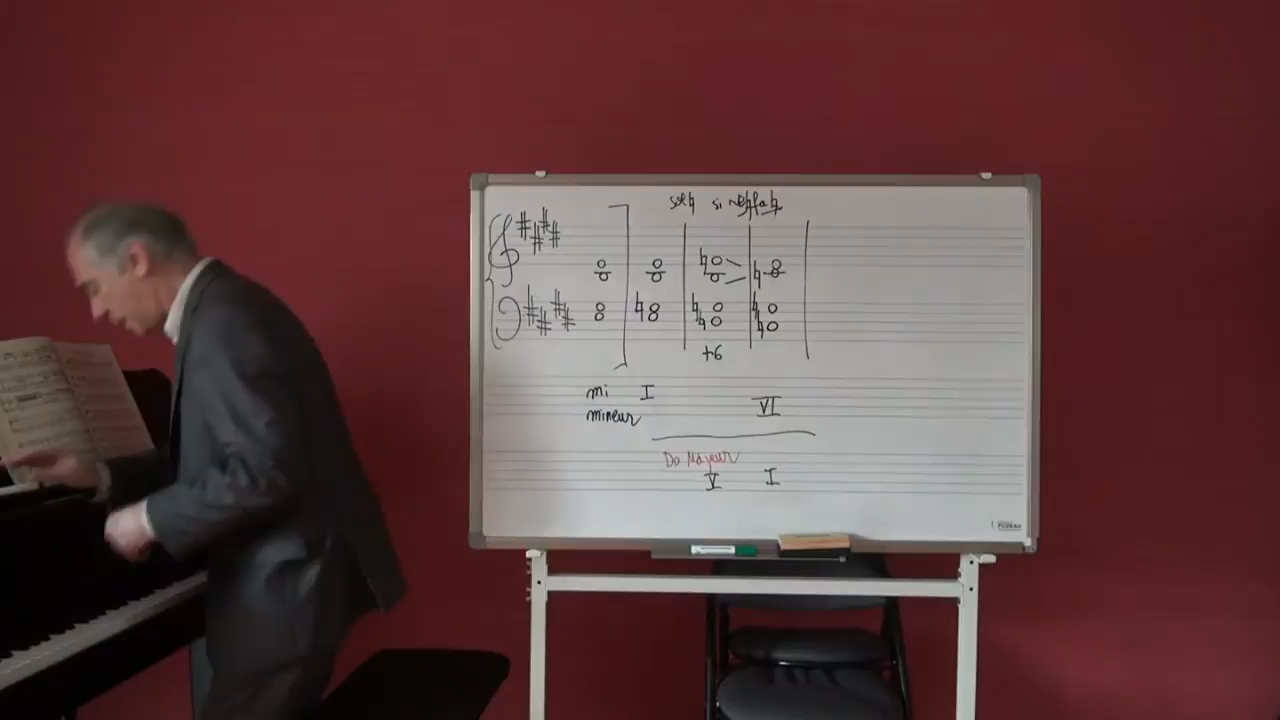 sol♮ si ré♮ fa♮
+6
mi I
mineur VI
Do Majeur
V I